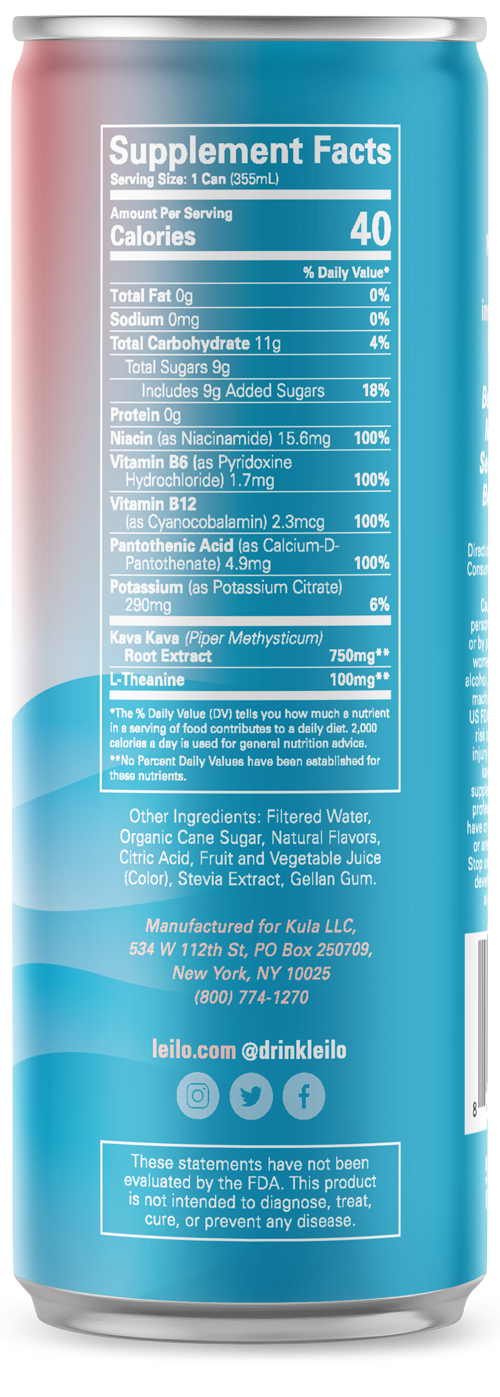 Supplement Facts
Serving Size: 1 Can (355mL)
Amount Per Serving
Calories 40
% Daily Value*
Total Fat 0g 0%
Sodium 0mg 0%
Total Carbohydrate 11g 4%
Total Sugars 9g
Includes 9g Added Sugars 18%
Protein 0g
Niacin (as Niacinamide) 15.6mg 100%
Vitamin B6 (as Pyridoxine
Hydrochloride) 1.7mg 100%
Vitamin B12
(as Cyanocobalamin) 2.3mcg 100%
Pantothenic Acid (as Calcium-D-
Pantothenate) 4.9mg 100%
Potassium (as Potassium Citrate)
290mg 6%
Kava Kava (Piper Methysticum)
Root Extract 750mg**
L-Theanine 100mg**
*The % Daily Value (DV) tells you how much a nutrient
in a serving of food contributes to a daily diet. 2,000
calories a day is used for general nutrition advice.
**No Percent Daily Values have been established for
these nutrients.
Other Ingredients: Filtered Water,
Organic Cane Sugar, Natural Flavors,
Citric Acid, Fruit and Vegetable Juice
(Color), Stevia Extract, Gellan Gum.
Manufactured for Kula LLC,
534 W 112th St, PO Box 250709,
New York, NY 10025
(800) 774-1270
leilo.com @drinkleilo
These statements have not been
evaluated by the FDA. This product
is not intended to diagnose, treat,
cure, or prevent any disease.
US FDA
or by
8